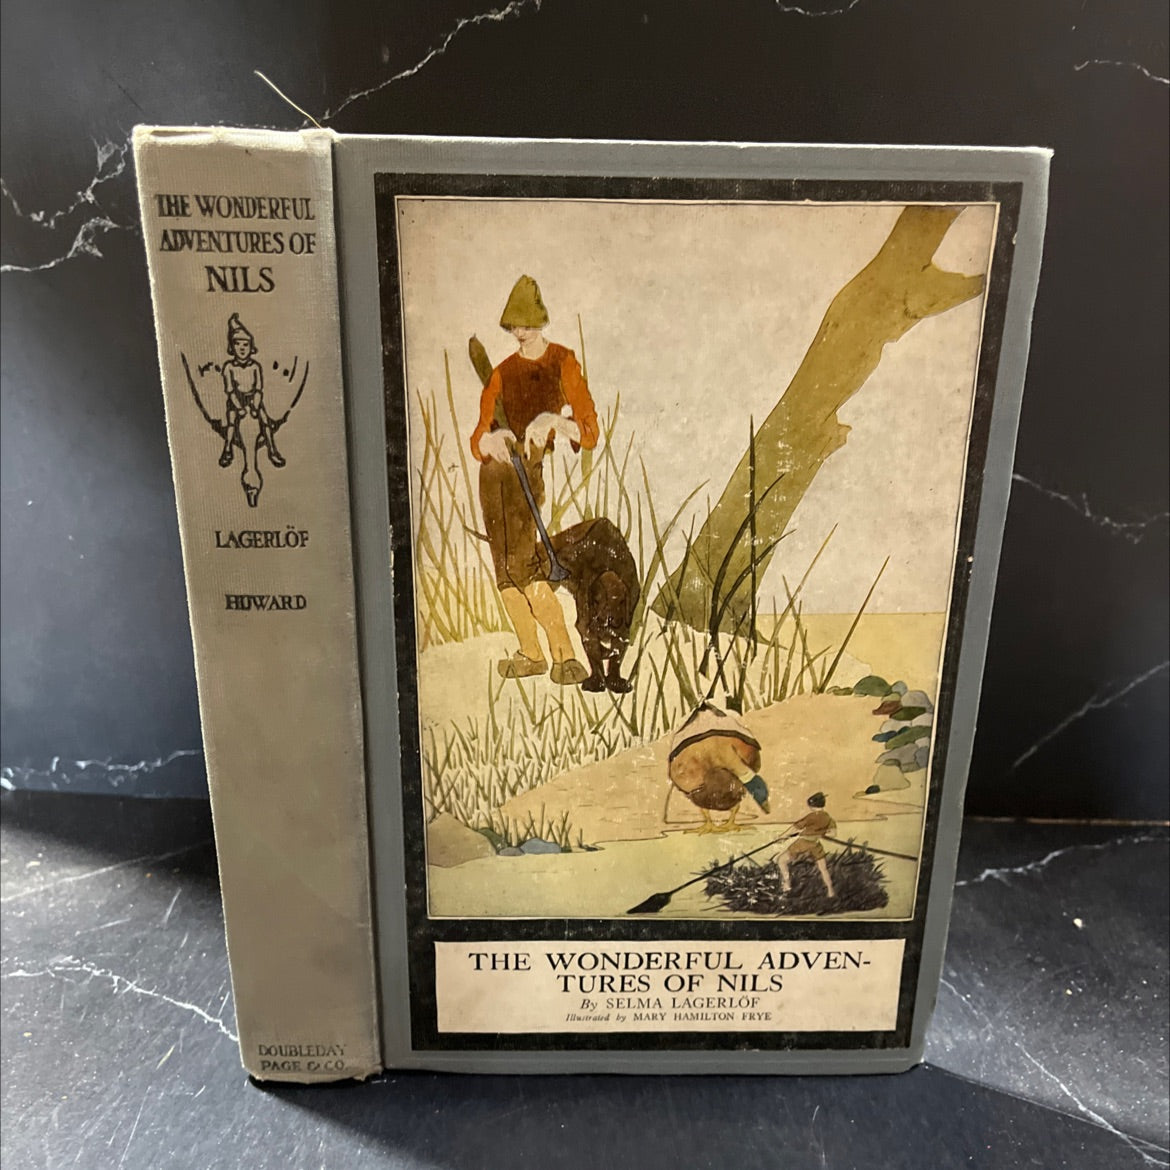 THE WONDERFUL
ADVENTURES OF
NILS
LAGERLÖF
HOWARD
DOUBLEDAY
PAGE & CO.
THE WONDERFUL ADVEN-
TURES OF NILS
By SELMA LAGERLÖF
Illustrated by MARY HAMILTON FRYE